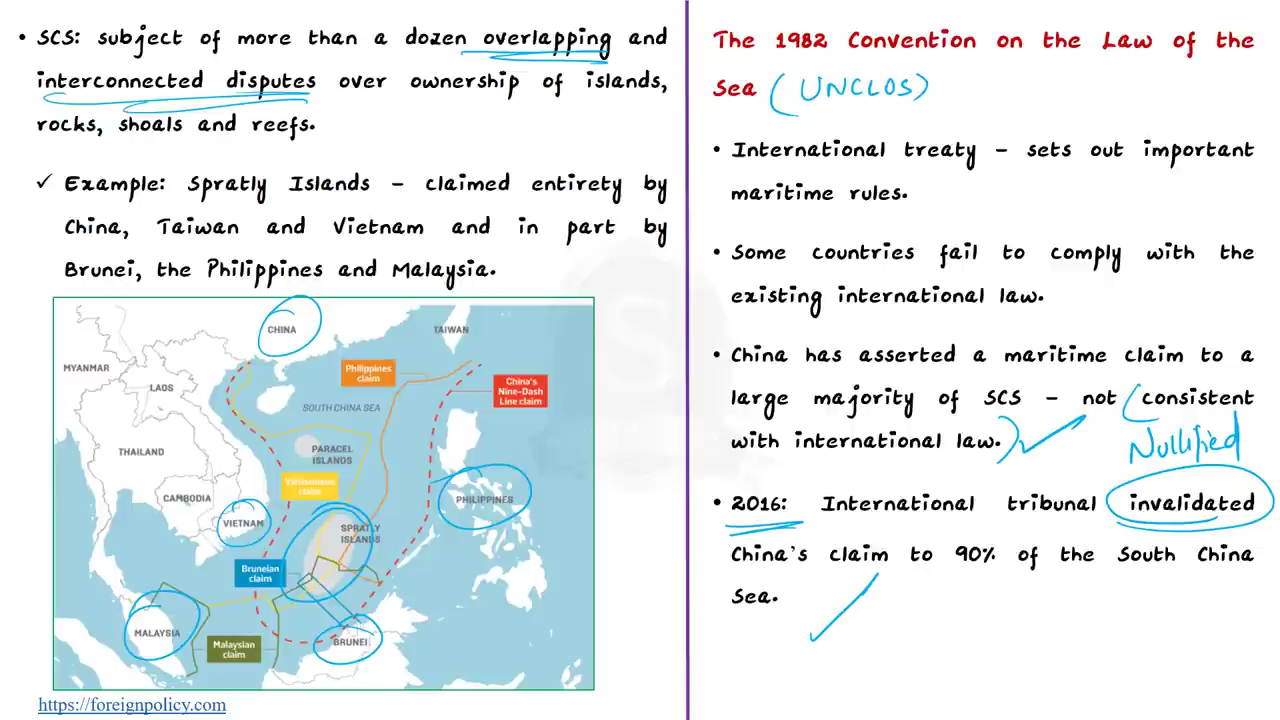 • SCS: subject of more than a dozen overlapping and
interconnected disputes over ownership of islands,
rocks, shoals and reefs.
✓ Example: Spratly Islands – claimed entirety by
China, Taiwan and Vietnam and in part by
Brunei, the Philippines and Malaysia.
CHINA
TAIWAN
MYANMAR
LAOS
Philippines
claim
China's
Nine-Dash
Line claim
SOUTH CHINA SEA
THAILAND
PARACEL
ISLANDS
Vietnamese
claim
CAMBODIA
PHILIPPINES
VIETNAM
SPRATLY
ISLANDS
Bruneian
claim
MALAYSIA
BRUNEI
Malaysian
claim
https://foreignpolicy.com
The 1982 Convention on the Law of the
Sea (UNCLOS)
• International treaty – sets out important
maritime rules.
• Some countries fail to comply with the
existing international law.
• China has asserted a maritime claim to a
large majority of SCS – not consistent
with international law.
Nullified
• 2016: International tribunal invalidated
China's claim to 90% of the South China
Sea.